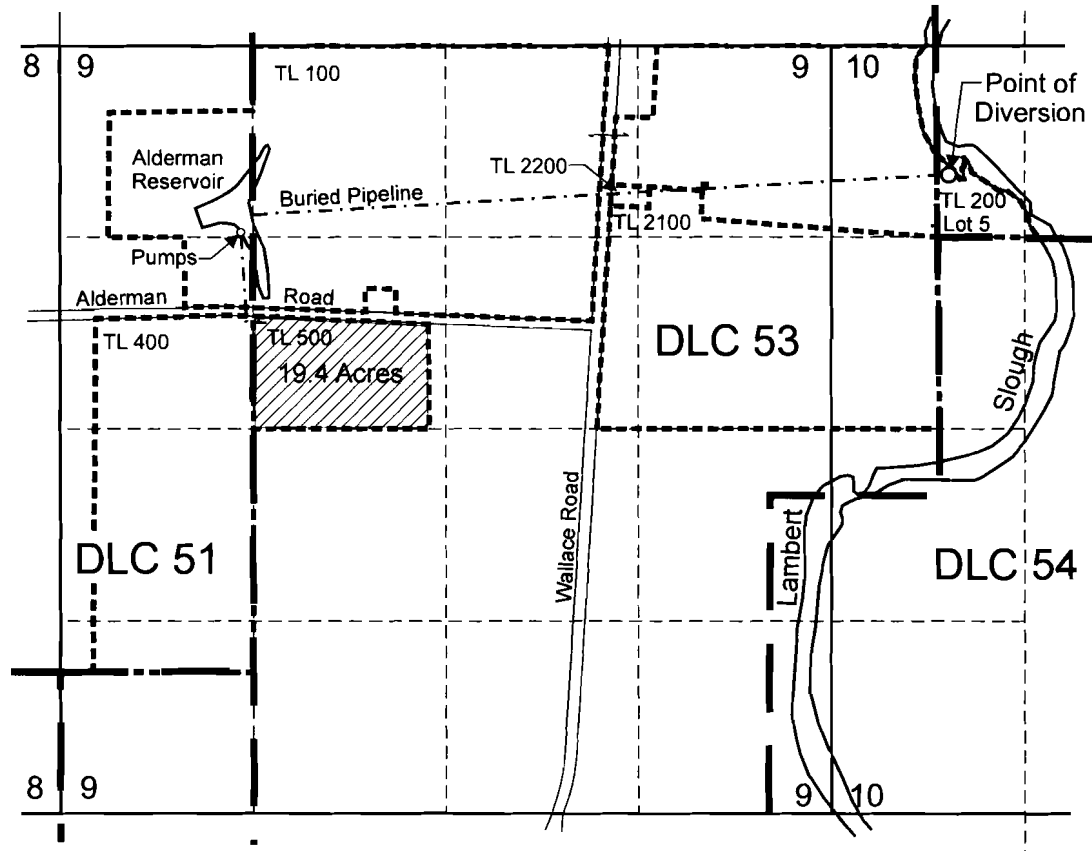 8 9
TL 100
9 10
Point of
Diversion
Alderman
Reservoir
TL 2200
Buried Pipeline
TL 2100
TL 200
Lot 5
Pumps
Alderman Road
TL 400
TL 500
19.4 Acres
DLC 53
Slough
Wallace Road
Lambert
DLC 51
DLC 54
8 9
9 10